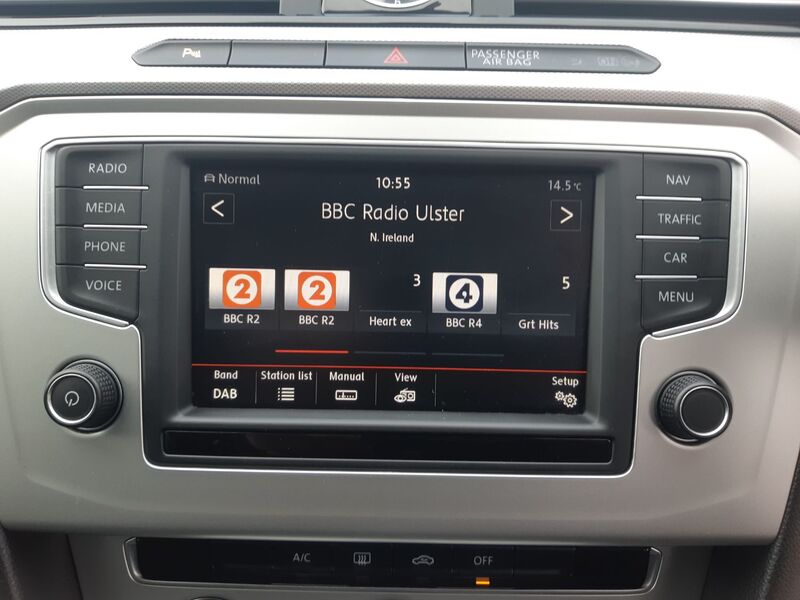 P
PASSENGER
AIR BAG
RADIO
MEDIA
PHONE
VOICE
Normal
10:55
14.5 °C
<
BBC Radio Ulster
>
N. Ireland
2
2
3
4
5
BBC R2
BBC R2
Heart ex
BBC R4
Grt Hits
Band
Station list
Manual
View
Setup
DAB
NAV
TRAFFIC
CAR
MENU
A/C
OFF